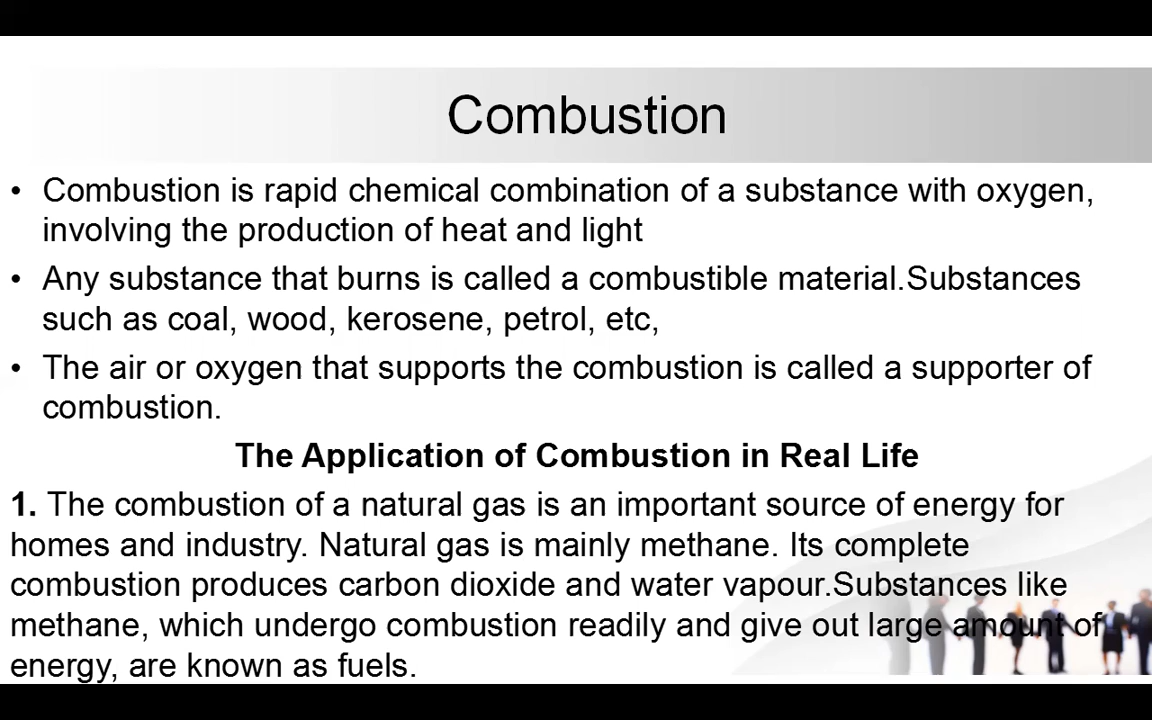 Combustion
• Combustion is rapid chemical combination of a substance with oxygen,
involving the production of heat and light
• Any substance that burns is called a combustible material.Substances
such as coal, wood, kerosene, petrol, etc,
• The air or oxygen that supports the combustion is called a supporter of
combustion.
The Application of Combustion in Real Life
1. The combustion of a natural gas is an important source of energy for
homes and industry. Natural gas is mainly methane. Its complete
combustion produces carbon dioxide and water vapour.Substances like
methane, which undergo combustion readily and give out large amount of
energy, are known as fuels.